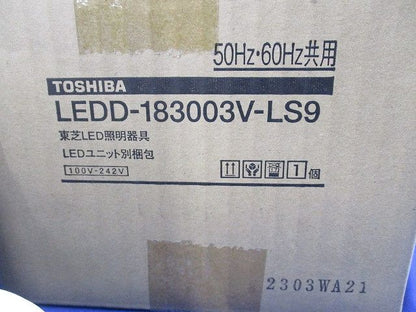 50Hz・60Hz共用
TOSHIBA
LEDD-183003V-LS9
東芝LED照明器具
LEDユニット別梱包
100V-242V
1個
2303WA21